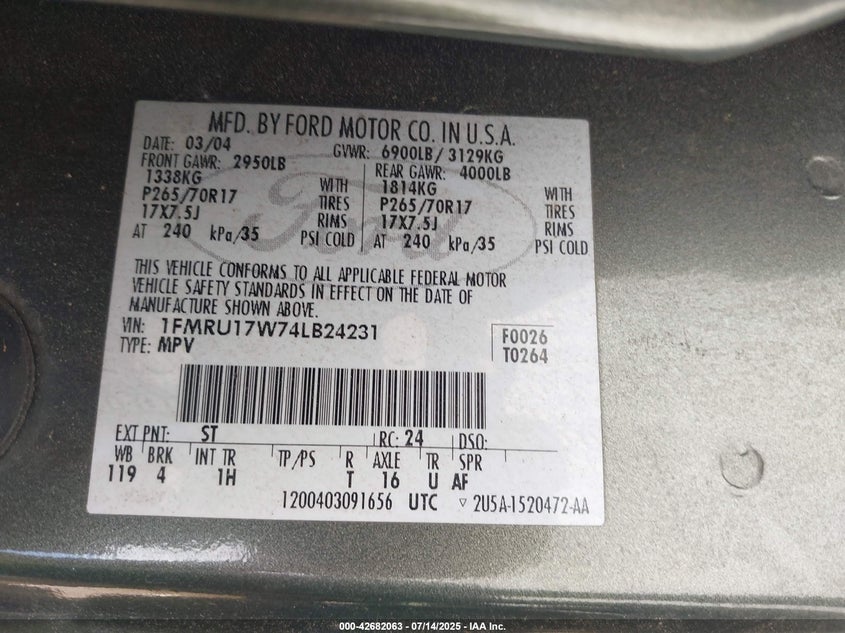 MFD. BY FORD MOTOR CO. IN U.S.A.
DATE: 03/04 GVWR: 6900LB / 3129KG
FRONT GAWR: 2950LB REAR GAWR: 4000LB
1338KG WITH 1814KG WITH
P265/70R17 TIRES P265/70R17 TIRES
17X7.5J RIMS 17X7.5J RIMS
AT 240 kPa/35 PSI COLD AT 240 kPa/35 PSI COLD
Ford
THIS VEHICLE CONFORMS TO ALL APPLICABLE FEDERAL MOTOR
VEHICLE SAFETY STANDARDS IN EFFECT ON THE DATE OF
MANUFACTURE SHOWN ABOVE.
VIN: 1FMRU17W74LB24231 F0026
TYPE: MPV T0264
EXT PNT: ST RC: 24 DSO:
WB BRK INT TR TP/PS R AXLE TR SPR
119 4 1H T 16 U AF
1200403091656 UTC ▽ 2U5A-1520472-AA
000-42682063 - 07/14/2025 - IAA Inc.